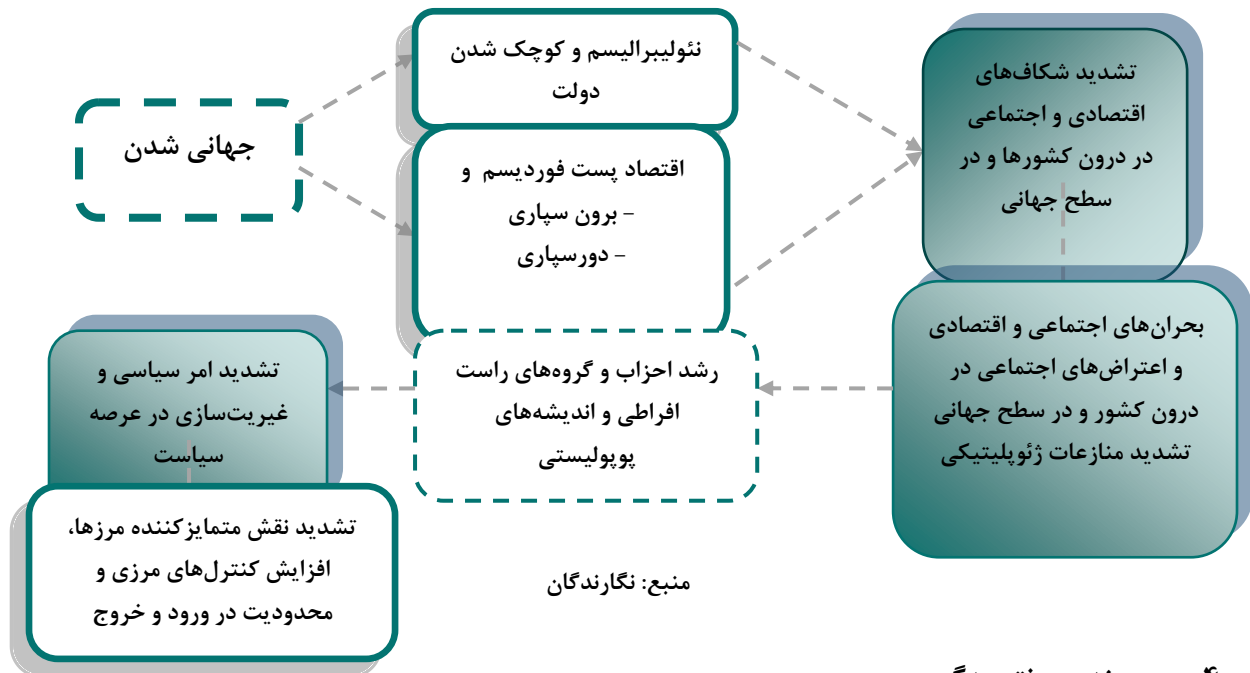 جهانی شدن
نئولیبرالیسم و کوچک شدن
دولت
اقتصاد پست فوردیسم و
- برون سپاری
- دورسپاری
تشدید شکاف‌های
اقتصادی و اجتماعی
در درون کشورها و در
سطح جهانی
بحران‌های اجتماعی و اقتصادی
و اعتراض‌های اجتماعی در
درون کشور و در سطح جهانی
تشدید منازعات ژئوپلیتیکی
رشد احزاب و گروه‌های راست
افراطی و اندیشه‌های
پوپولیستی
تشدید امر سیاسی و
غیریت‌سازی در عرصه
سیاست
تشدید نقش متمایزکننده مرزها،
افزایش کنترل‌های مرزی و
محدودیت در ورود و خروج
منبع: نگارندگان